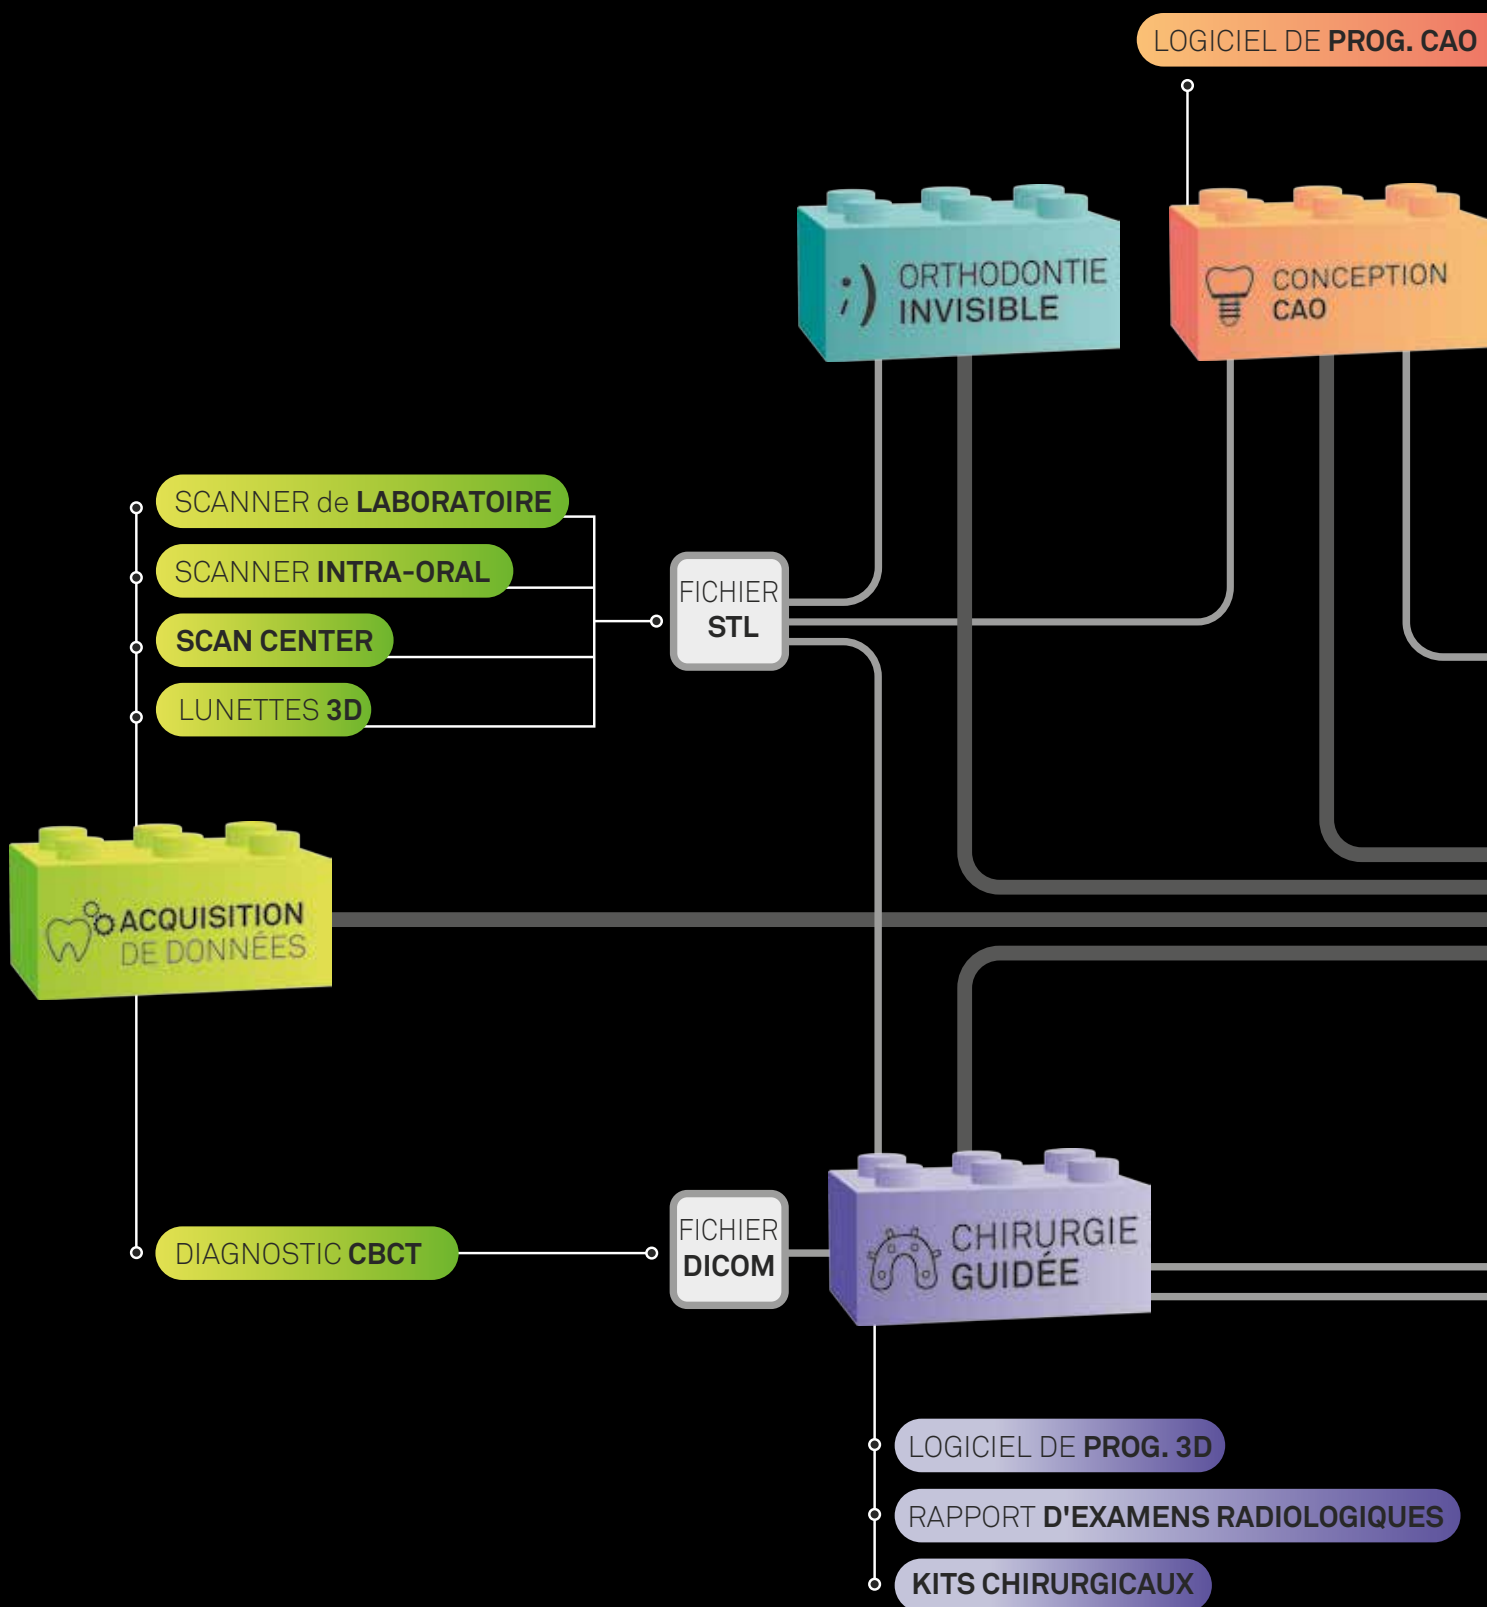 LOGICIEL DE PROG. CAO
ORTHODONTIE
INVISIBLE
CONCEPTION
CAO
SCANNER de LABORATOIRE
SCANNER INTRA-ORAL
SCAN CENTER
LUNETTES 3D
FICHIER
STL
ACQUISITION
DE DONNÉES
DIAGNOSTIC CBCT
FICHIER
DICOM
CHIRURGIE
GUIDÉE
LOGICIEL DE PROG. 3D
RAPPORT D'EXAMENS RADIOLOGIQUES
KITS CHIRURGICAUX